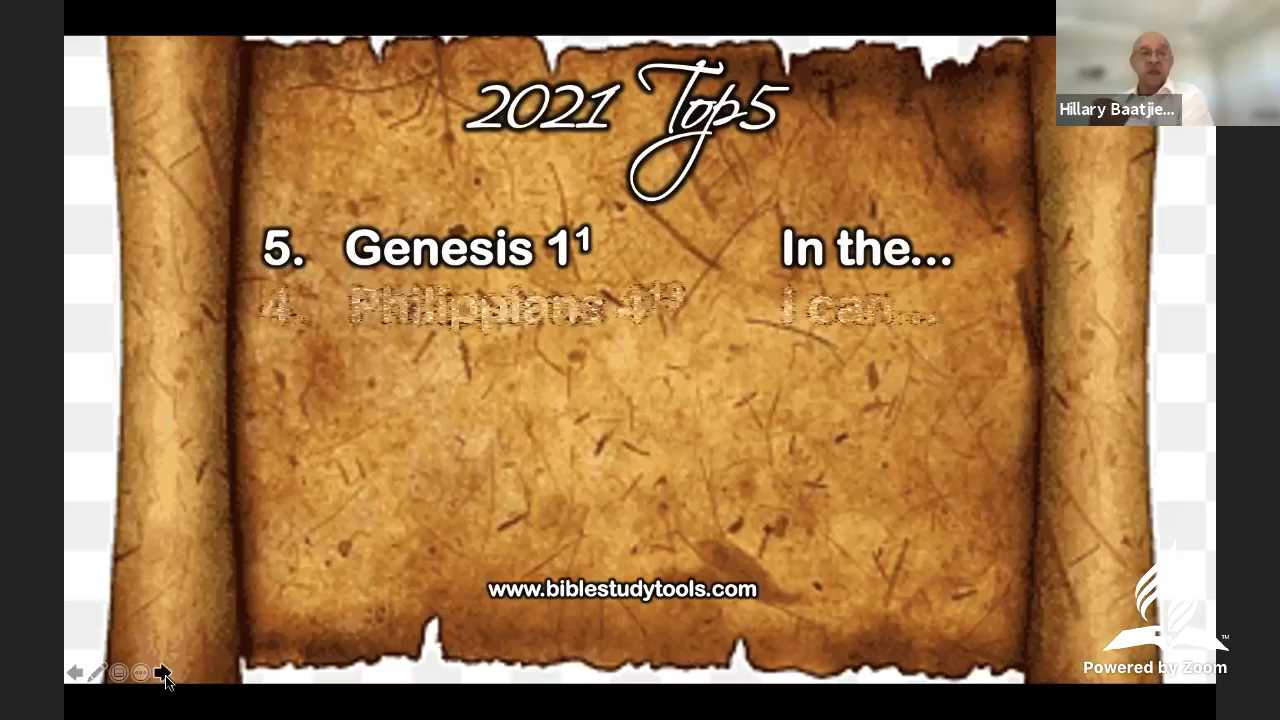 2021 Top5
Hillary Baatjie...
5. Genesis 1¹ In the...
4. Philippians 4¹³ I can...
www.biblestudytools.com
Powered by Zoom